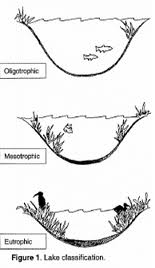 Oligotrophic
Mesotrophic
Eutrophic
Figure 1. Lake classification.